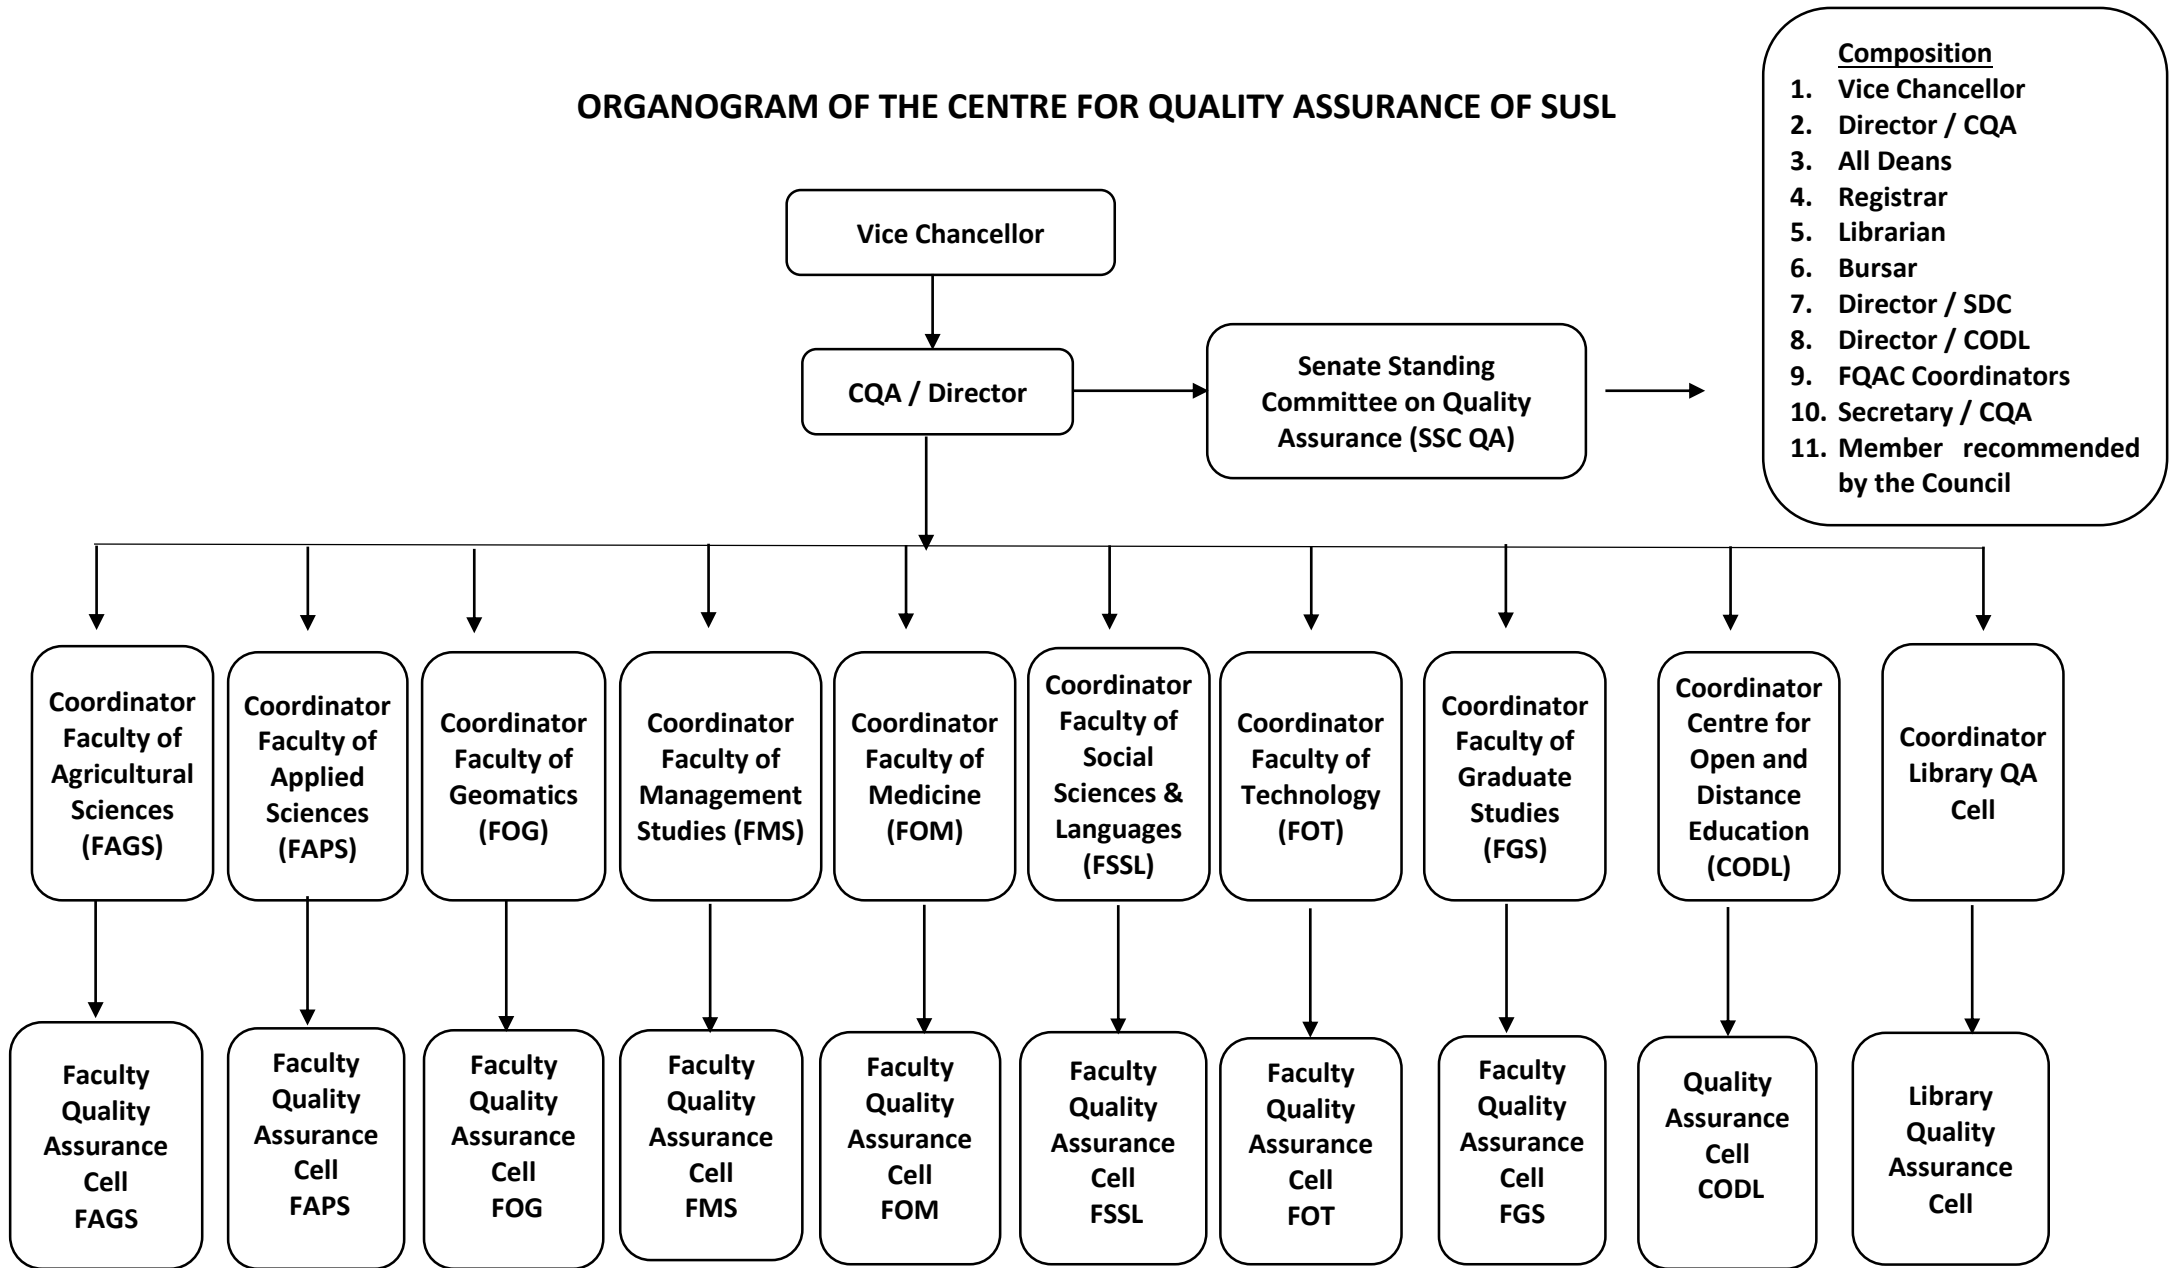 ORGANOGRAM OF THE CENTRE FOR QUALITY ASSURANCE OF SUSL
Composition
1. Vice Chancellor
2. Director / CQA
3. All Deans
4. Registrar
5. Librarian
6. Bursar
7. Director / SDC
8. Director / CODL
9. FQAC Coordinators
10. Secretary / CQA
11. Member recommended
by the Council
Vice Chancellor
CQA / Director
Senate Standing
Committee on Quality
Assurance (SSC QA)
Coordinator
Faculty of
Agricultural
Sciences
(FAGS)
Coordinator
Faculty of
Applied
Sciences
(FAPS)
Coordinator
Faculty of
Geomatics
(FOG)
Coordinator
Faculty of
Management
Studies (FMS)
Coordinator
Faculty of
Medicine
(FOM)
Coordinator
Faculty of
Social
Sciences &
Languages
(FSSL)
Coordinator
Faculty of
Technology
(FOT)
Coordinator
Faculty of
Graduate
Studies
(FGS)
Coordinator
Centre for
Open and
Distance
Education
(CODL)
Coordinator
Library QA
Cell
Faculty
Quality
Assurance
Cell
FAGS
Faculty
Quality
Assurance
Cell
FAPS
Faculty
Quality
Assurance
Cell
FOG
Faculty
Quality
Assurance
Cell
FMS
Faculty
Quality
Assurance
Cell
FOM
Faculty
Quality
Assurance
Cell
FSSL
Faculty
Quality
Assurance
Cell
FOT
Faculty
Quality
Assurance
Cell
FGS
Quality
Assurance
Cell
CODL
Library
Quality
Assurance
Cell